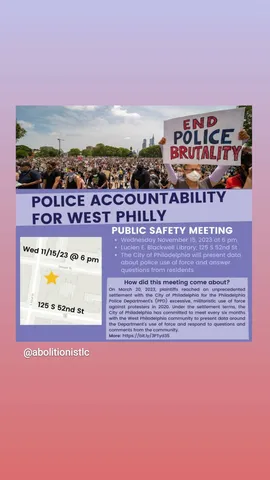 END
POLICE
BRUTALITY
POLICE ACCOUNTABILITY
FOR WEST PHILLY
PUBLIC SAFETY MEETING
Wednesday November 15, 2023 at 6 pm,
Lucien E. Blackwell Library, 125 S 52nd St
The City of Philadelphia will present data
about police use of force and answer
questions from residents
Wed 11/15/23 @ 6 pm
125 S 52nd St
How did this meeting come about?
On March 20, 2023, plaintiffs reached an unprecedented
settlement with the City of Philadelphia for the Philadelphia
Police Department's (PPD) excessive, militaristic use of force
against protesters in 2020. Under the settlement terms, the
City of Philadelphia has committed to meet every six months
with the West Philadelphia community to present data around
the Department's use of force and respond to questions and
comments from the community.
More: https://bit.ly/
@abolitionistlc